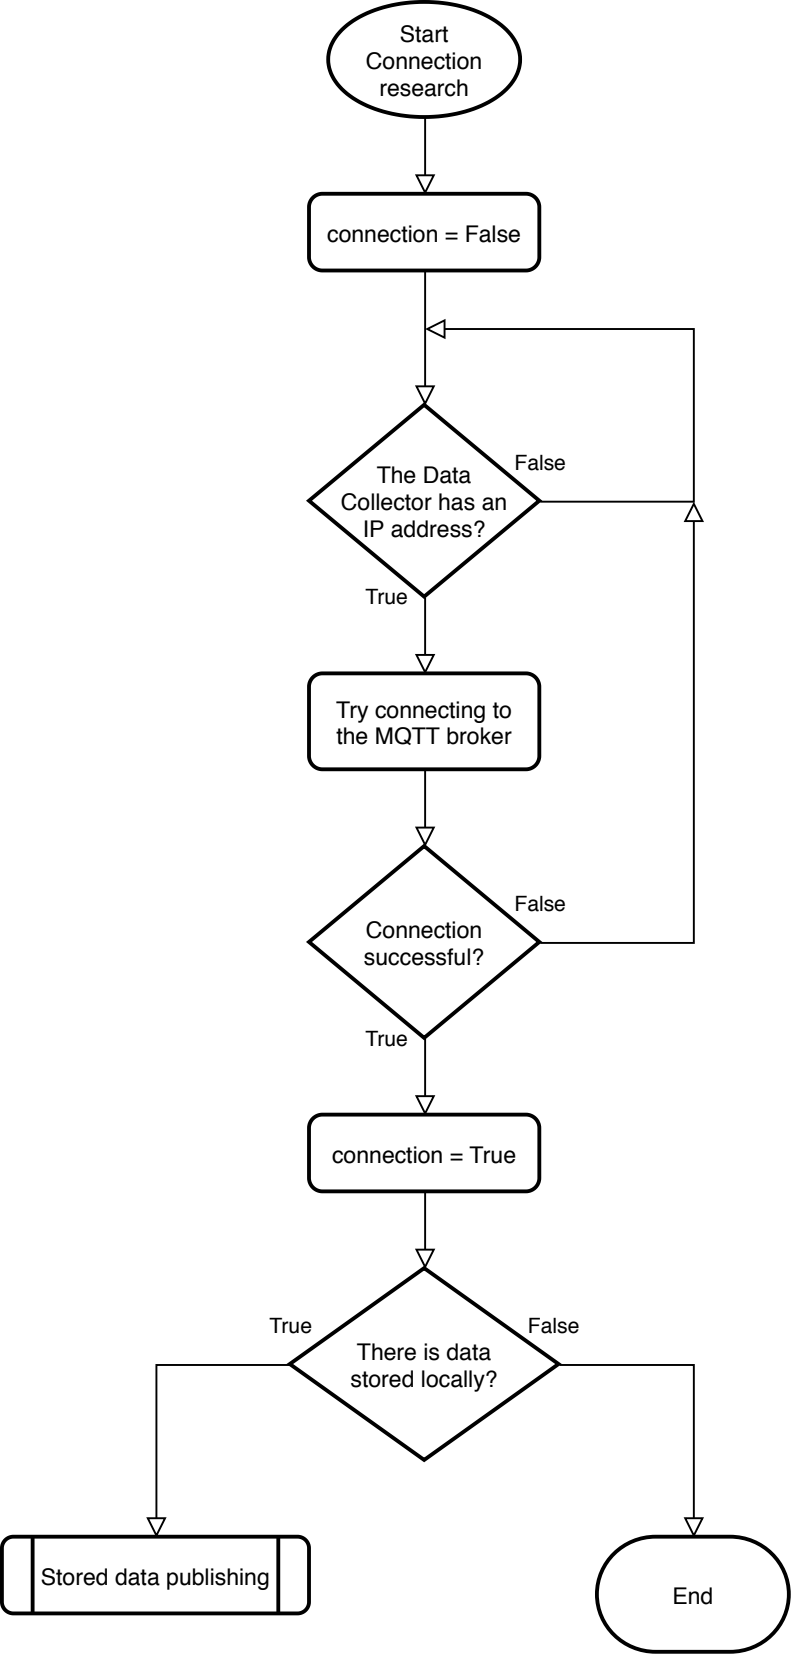 Start
Connection
research
connection = False
The Data
Collector has an
IP address?
False
True
Try connecting to
the MQTT broker
Connection
successful?
False
True
connection = True
There is data
stored locally?
True
False
Stored data publishing
End